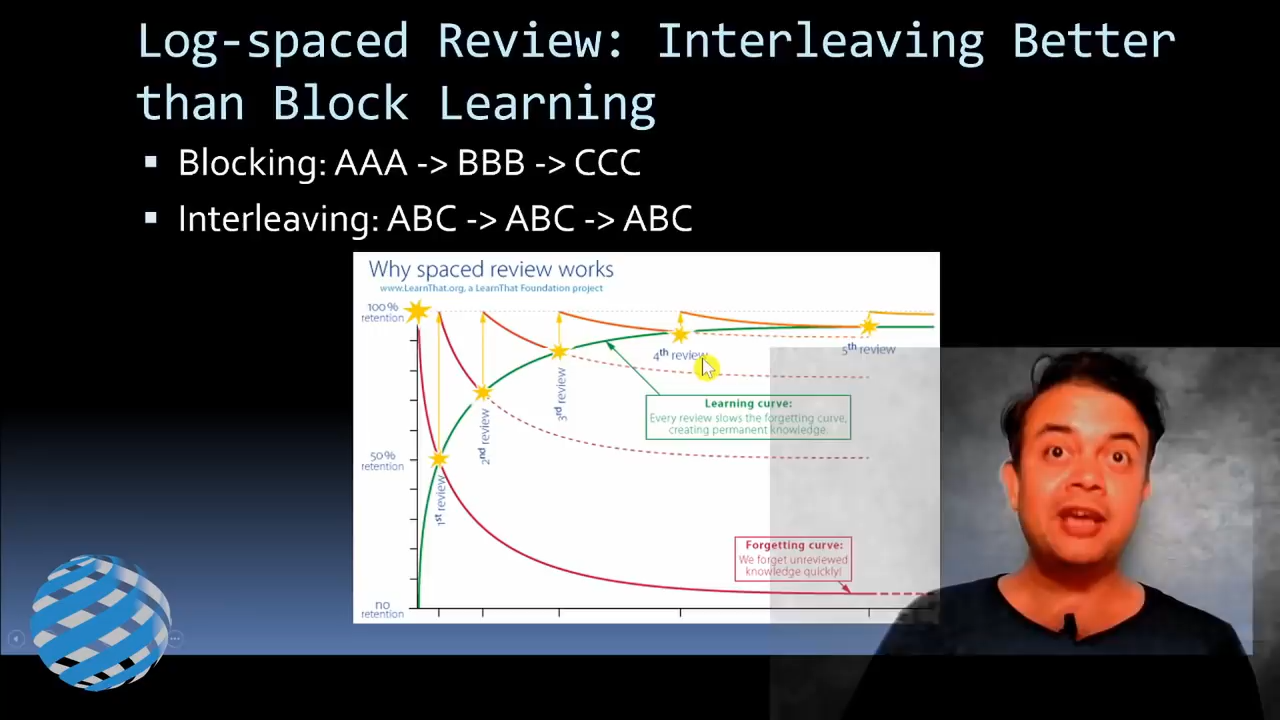 Log-spaced Review: Interleaving Better
than Block Learning
▪ Blocking: AAA -> BBB -> CCC
▪ Interleaving: ABC -> ABC -> ABC
Why spaced review works
www.LearnThat.org, a LearnThat Foundation project
100%
retention
4th review
5th review
3rd review
Learning curve:
Every review slows the forgetting curve,
creating permanent knowledge.
2nd review
50%
retention
1st review
Forgetting curve:
We forget unreviewed
knowledge quickly!
no
retention